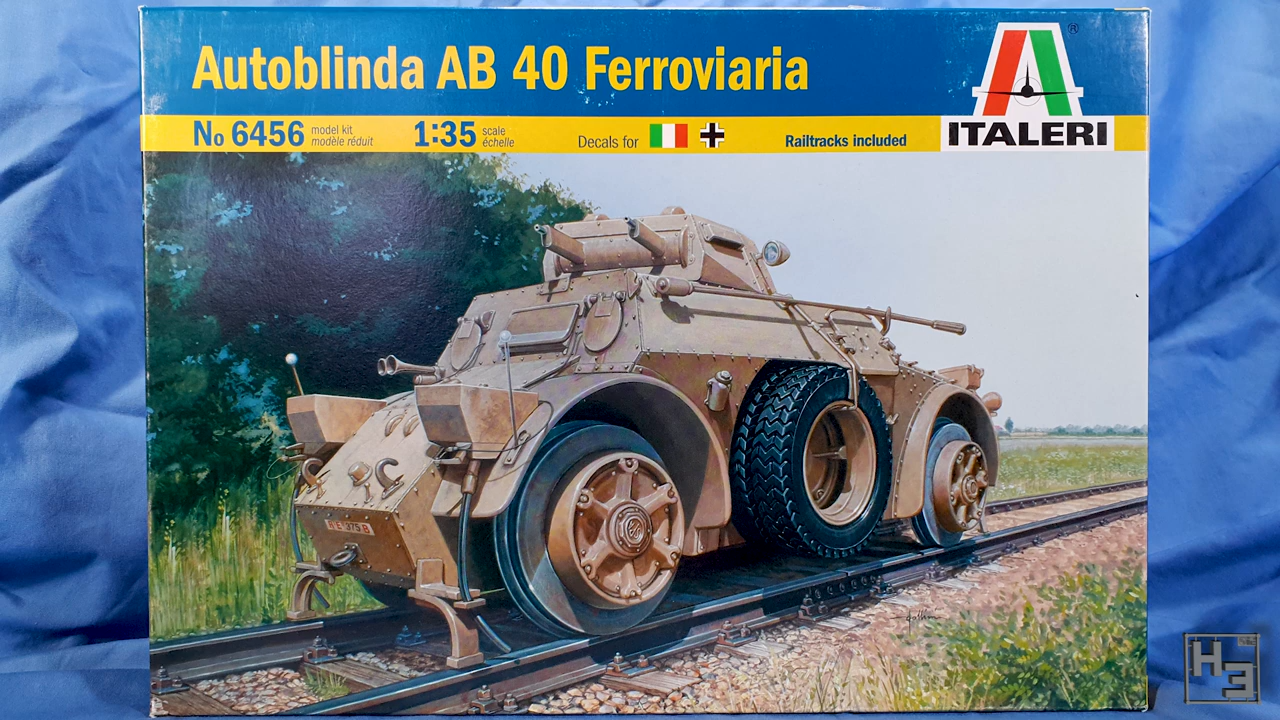 Autoblinda AB 40 Ferroviaria
®
No 6456 model kit modèle réduit 1:35 scale échelle Decals for Railtracks included
ITALERI
H3